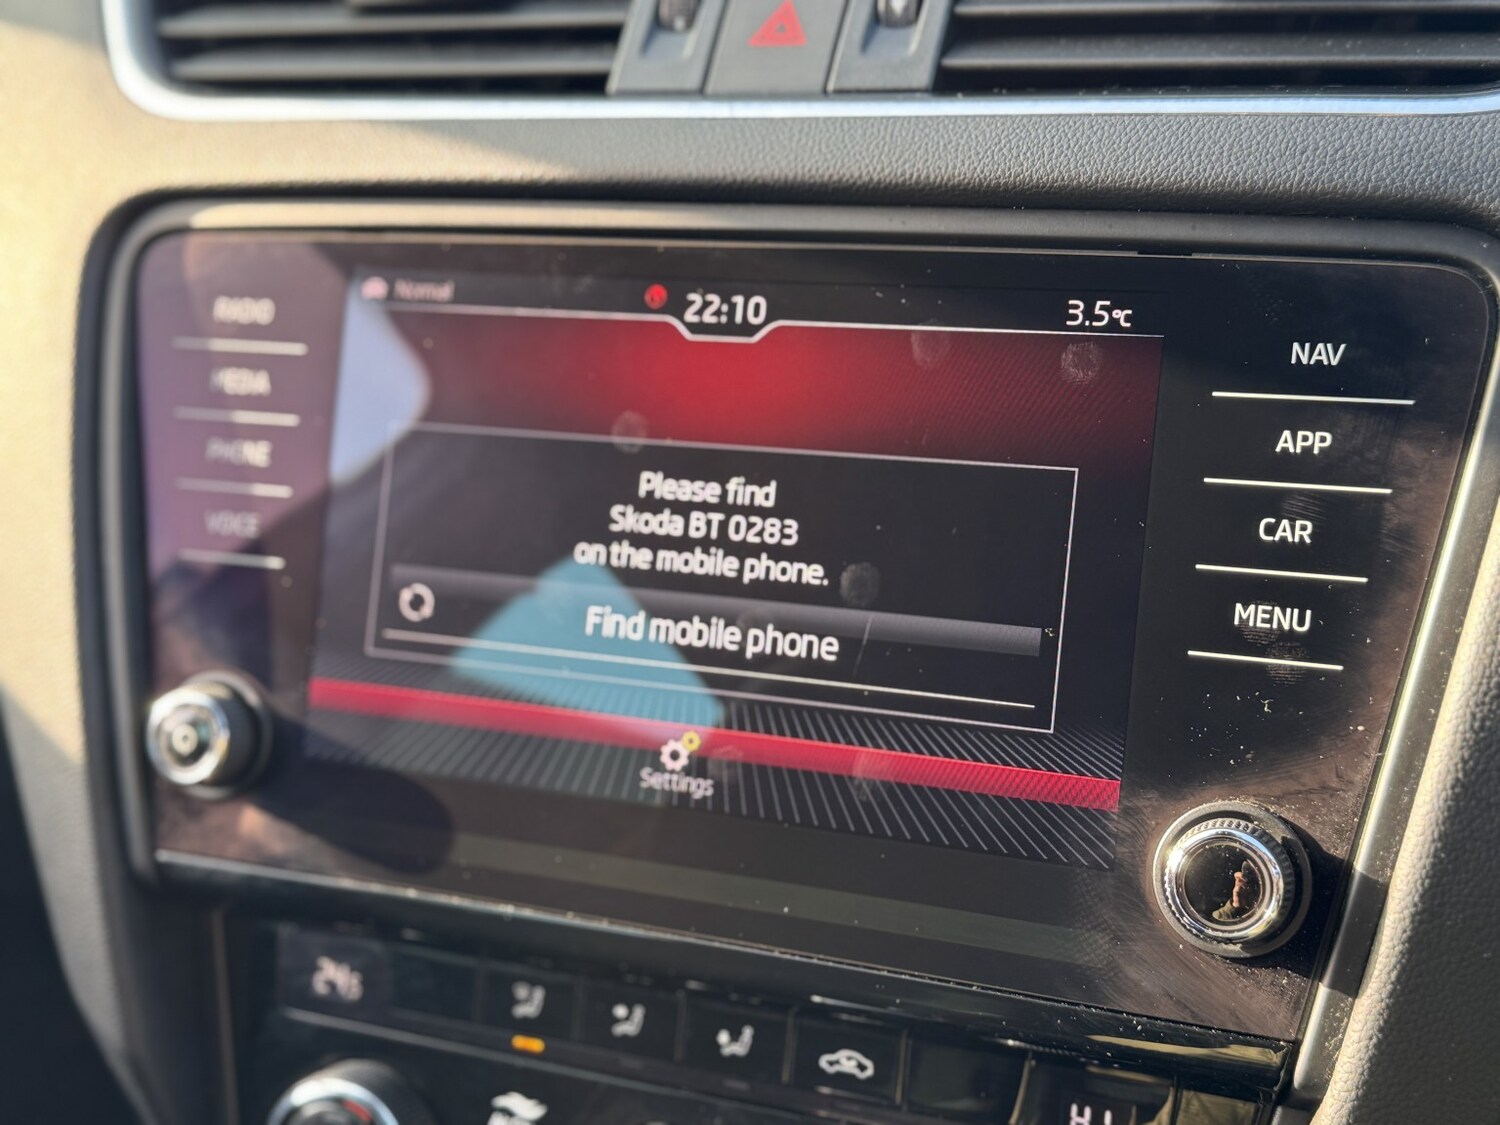 Normal
22:10
3.5°C
RADIO
MEDIA
PHONE
VOICE
Please find
Skoda BT 0283
on the mobile phone.
Find mobile phone
Settings
NAV
APP
CAR
MENU